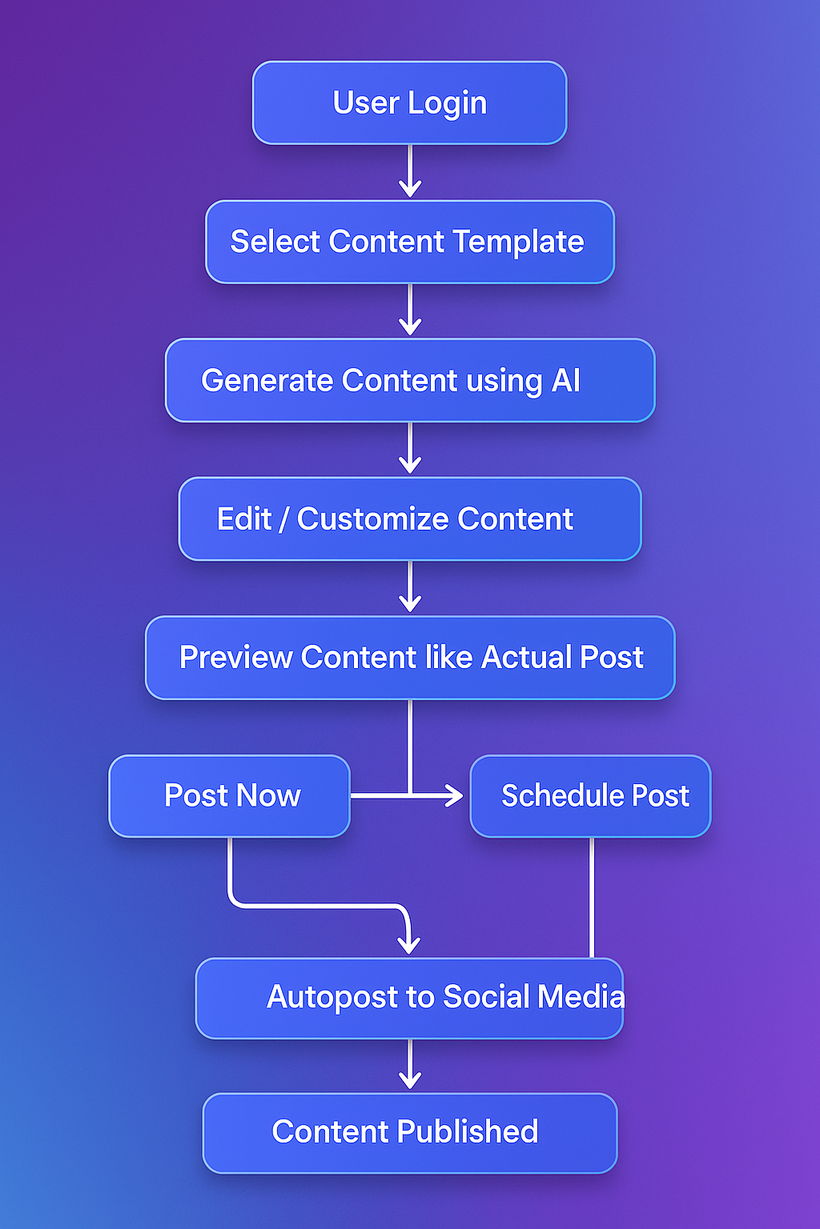 User Login
Select Content Template
Generate Content using AI
Edit / Customize Content
Preview Content like Actual Post
Post Now
Schedule Post
Autopost to Social Media
Content Published